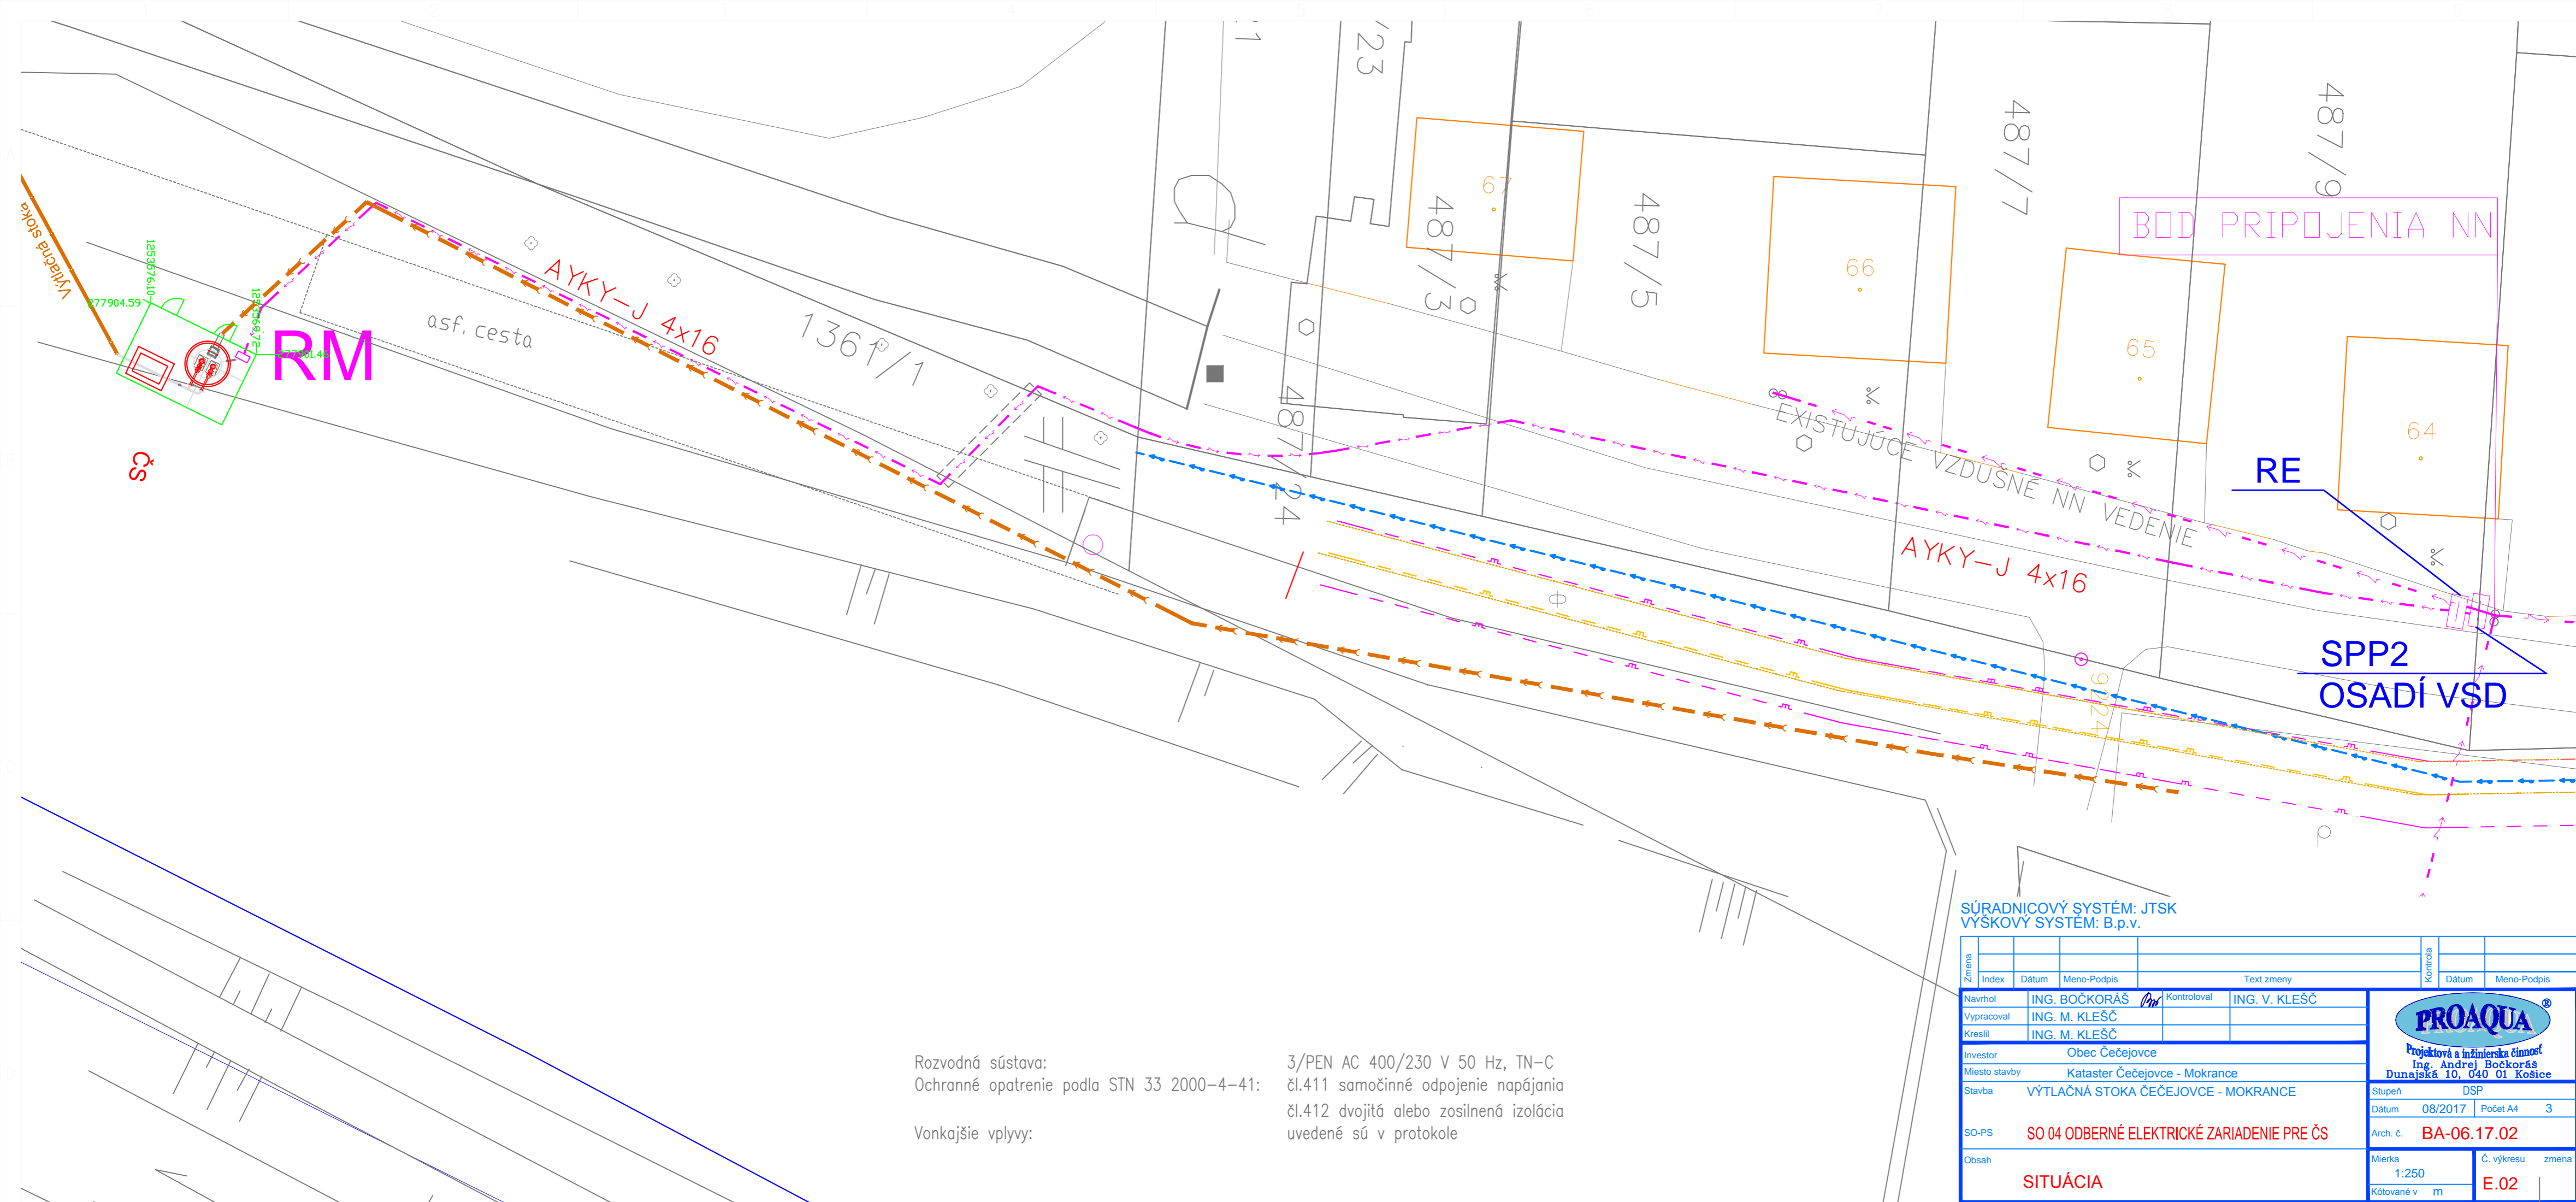 BOD PRIPOJENIA NN
487/24
487/3
487/5
487/7
487/9
67
66
65
64
Výtlačná stoka
1253576.10
277904.59
RM
ČS
asf. cesta
AYKY-J 4x16
1361/1
EXISTUJÚCE VZDUŠNÉ NN VEDENIE
AYKY-J 4x16
RE
SPP2
OSADÍ VSD
9224
Rozvodná sústava: 3/PEN AC 400/230 V 50 Hz, TN-C
Ochranné opatrenie podla STN 33 2000-4-41: čl.411 samočinné odpojenie napájania
čl.412 dvojitá alebo zosilnená izolácia
Vonkajšie vplyvy: uvedené sú v protokole
SÚRADNICOVÝ SYSTÉM: JTSK
VÝŠKOVÝ SYSTÉM: B.p.v.
Zmena Index Dátum Meno-Podpis Text zmeny Kontrola Dátum Meno-Podpis
Navrhol ING. BOČKORÁŠ Kontroloval ING. V. KLEŠČ
Vypracoval ING. M. KLEŠČ
Kreslil ING. M. KLEŠČ
Investor Obec Čečejovce
Miesto stavby Kataster Čečejovce - Mokrance
Stavba VÝTLAČNÁ STOKA ČEČEJOVCE - MOKRANCE
SO-PS SO 04 ODBERNÉ ELEKTRICKÉ ZARIADENIE PRE ČS
Obsah
SITUÁCIA
PROAQUA ®
Projektová a inžinierska činnosť
Ing. Andrej Bočkoráš
Dunajská 10, 040 01 Košice
Stupeň DSP
Dátum 08/2017 Počet A4 3
Arch. č. BA-06.17.02
Mierka Č. výkresu zmena
1:250
E.02
Kótované v m